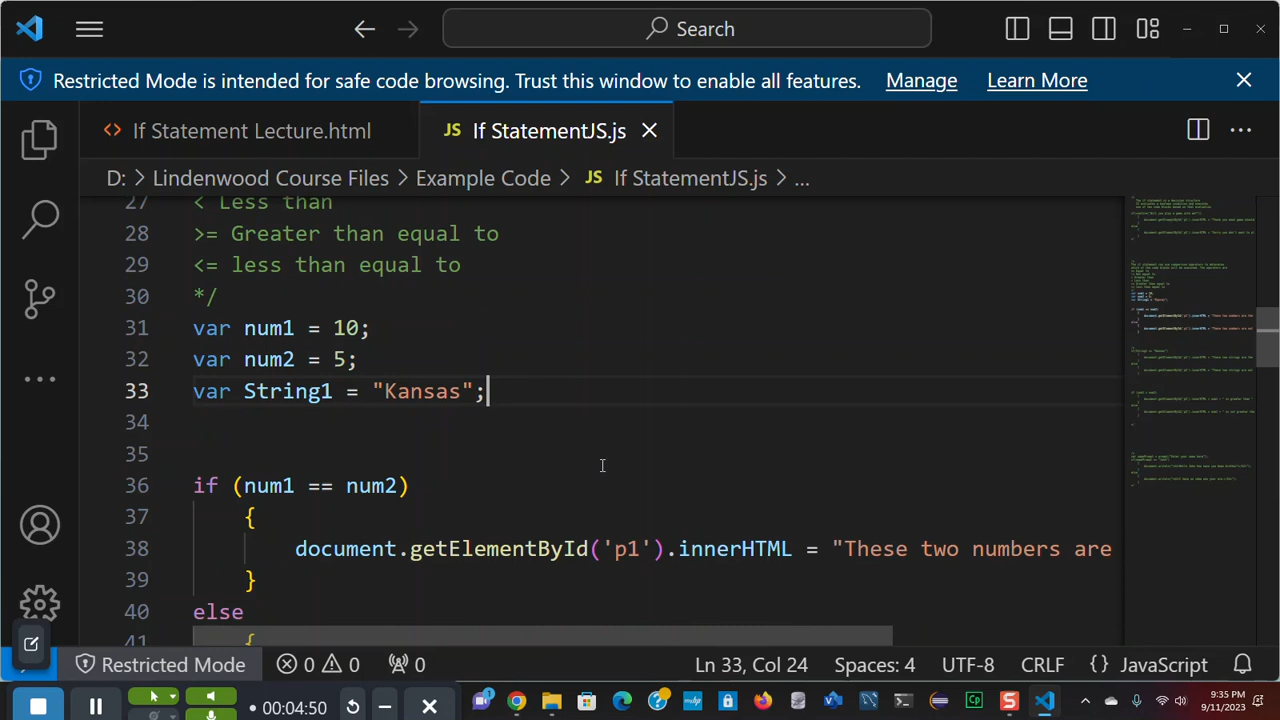 Search
Restricted Mode is intended for safe code browsing. Trust this window to enable all features. Manage Learn More
If Statement Lecture.html
JS If StatementJS.js
D: > Lindenwood Course Files > Example Code > JS If StatementJS.js > ...
27 < Less than
28 >= Greater than equal to
29 <= less than equal to
30 */
31 var num1 = 10;
32 var num2 = 5;
33 var String1 = "Kansas";
34
35
36 if (num1 == num2)
37 {
38 document.getElementById('p1').innerHTML = "These two numbers are
39 }
40 else
41 {
Restricted Mode 0 0 0 Ln 33, Col 24 Spaces: 4 UTF-8 CRLF {} JavaScript
00:04:50
9:35 PM
9/11/2023